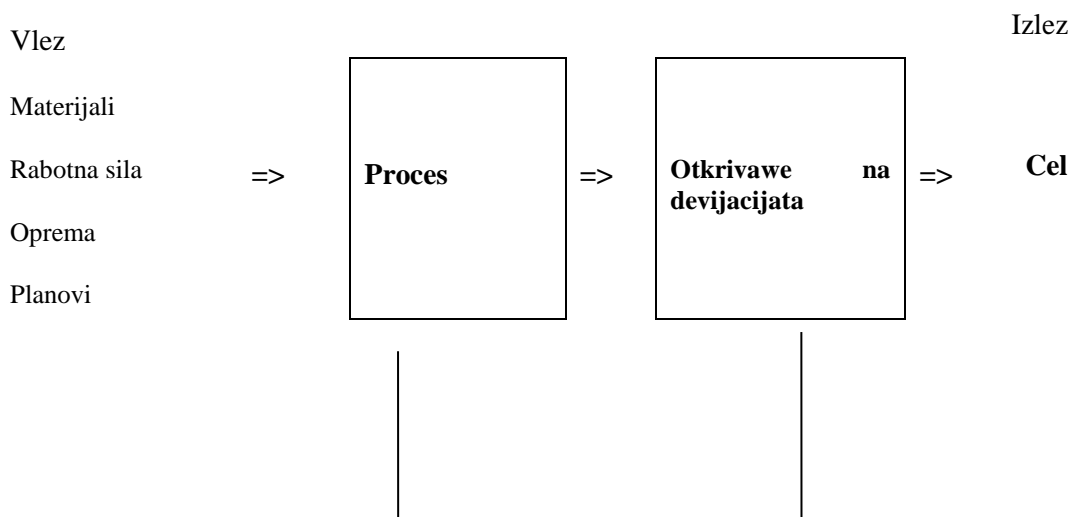 Izlez
Vlez
Materijali
Rabotna sila
=>
Proces
=>
Otkrivawe na
devijacijata
=>
Cel
Oprema
Planovi